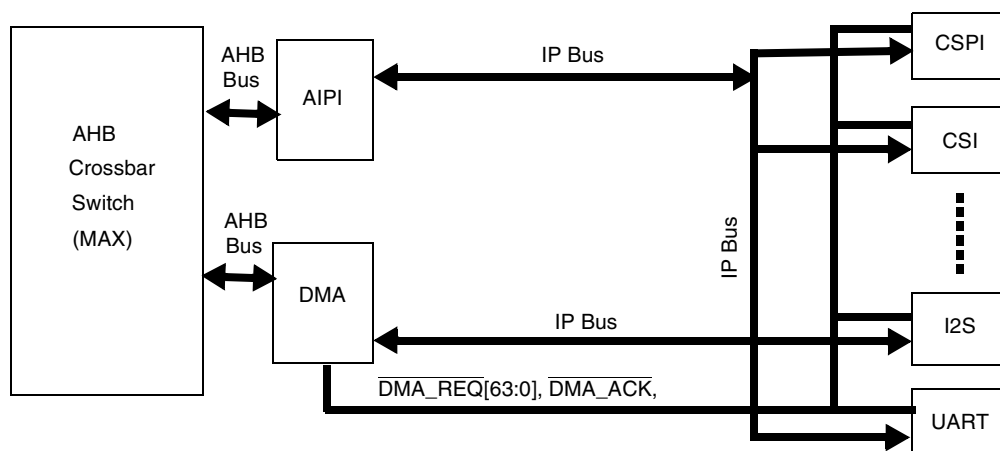 AHB
Crossbar
Switch
(MAX)
AHB
Bus
AIPI
IP Bus
CSPI
CSI
AHB
Bus
DMA
IP Bus
IP Bus
I2S
DMA_REQ[63:0], DMA_ACK,
UART